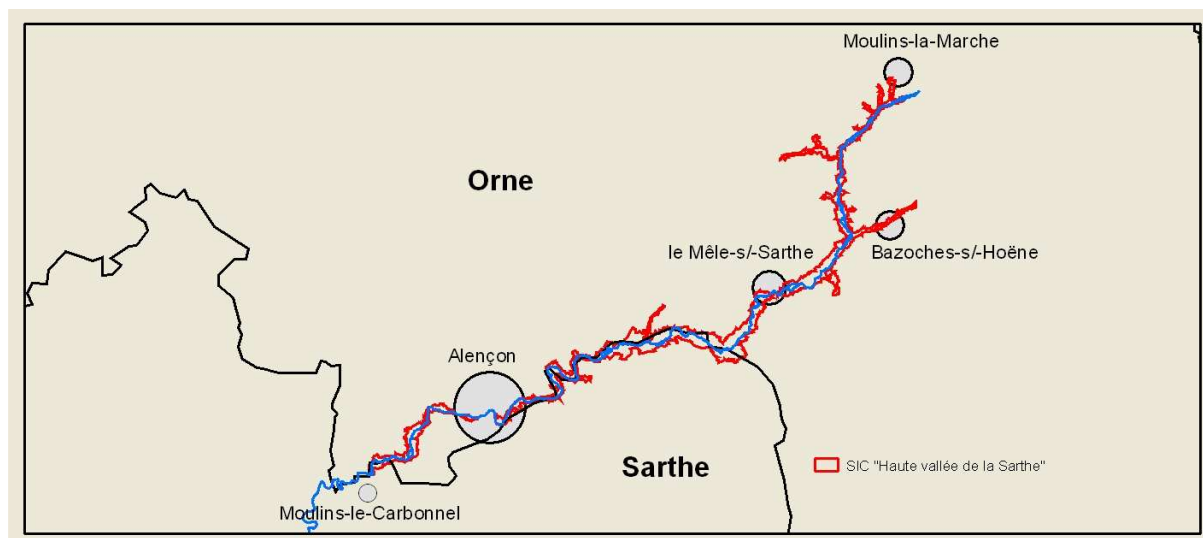 Moulins-la-Marche
Orne
le Mêle-s/-Sarthe
Bazoches-s/-Hoëne
Alençon
Sarthe
SIC "Haute vallée de la Sarthe"
Moulins-le-Carbonnel